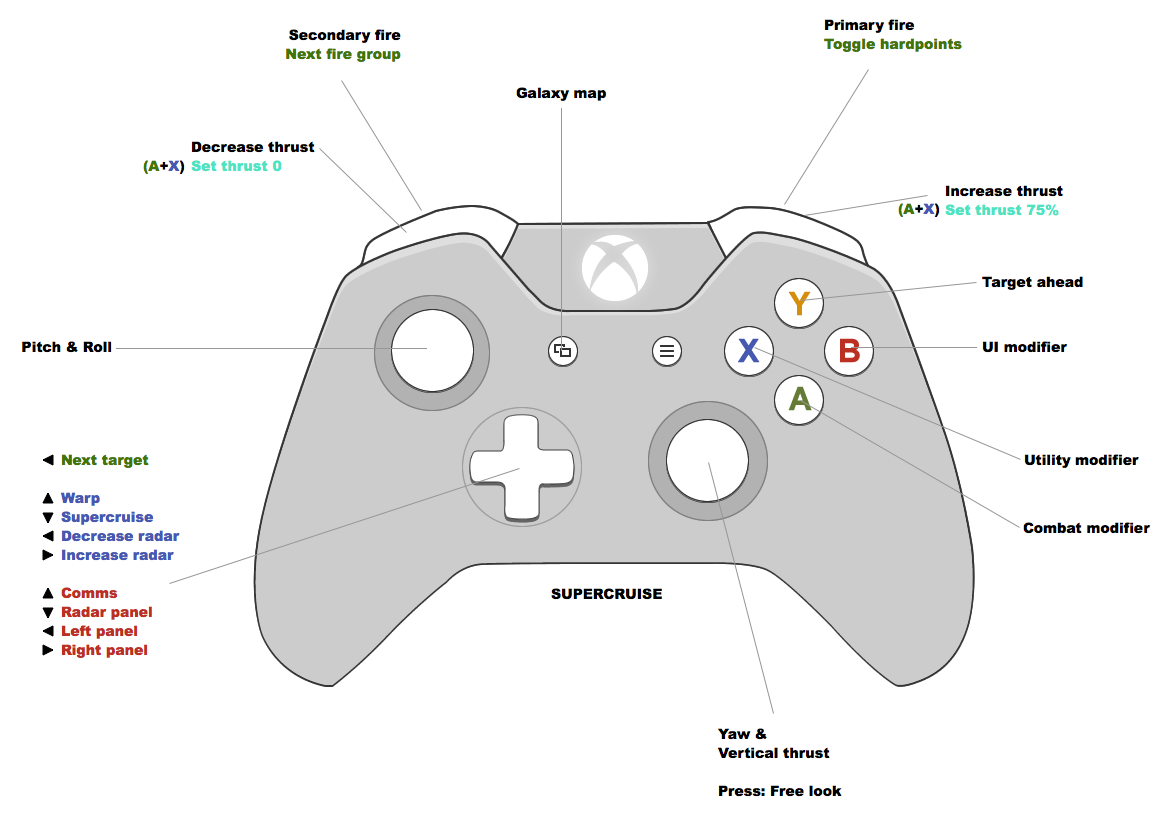 Secondary fire
Next fire group
Primary fire
Toggle hardpoints
Galaxy map
Decrease thrust
(A+X) Set thrust 0
Increase thrust
(A+X) Set thrust 75%
Target ahead
Y
Pitch & Roll
X
B
UI modifier
A
Next target
Utility modifier
Warp
Supercruise
Decrease radar
Increase radar
Combat modifier
Comms
Radar panel
Left panel
Right panel
SUPERCRUISE
Yaw &
Vertical thrust
Press: Free look